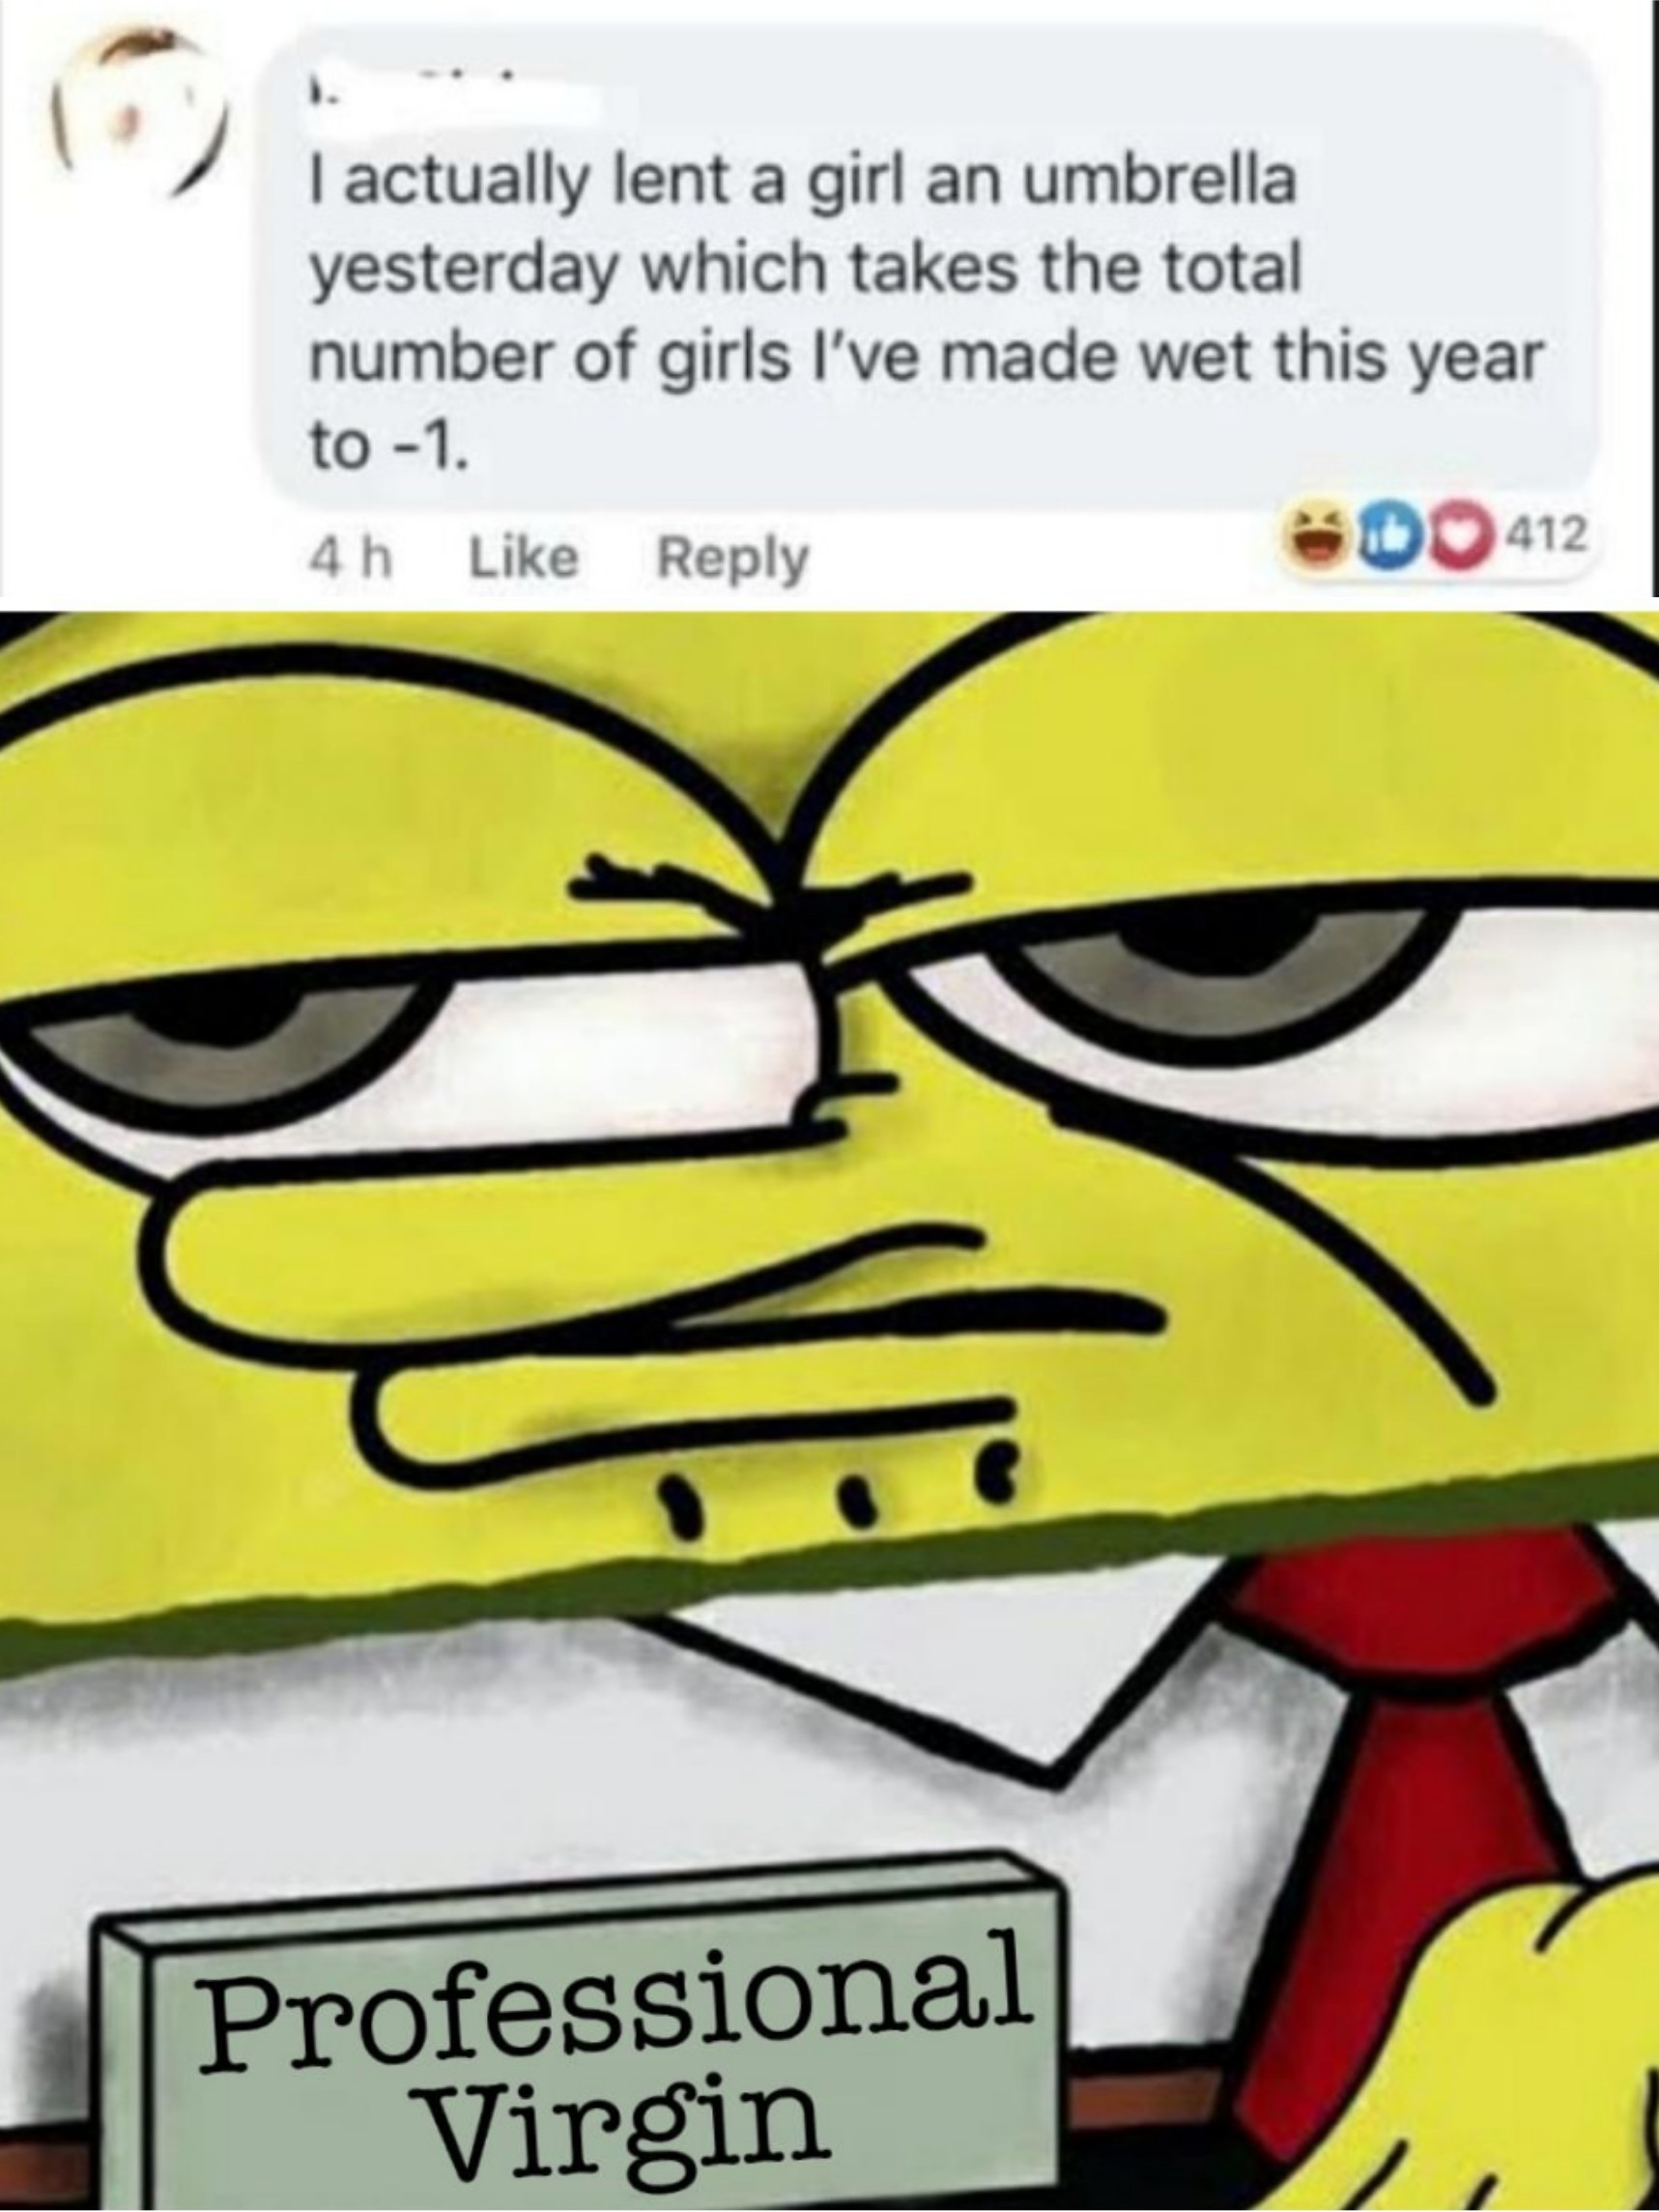 I actually lent a girl an umbrella
yesterday which takes the total
number of girls I've made wet this year
to -1.
4 h Like Reply 412
Professional
Virgin